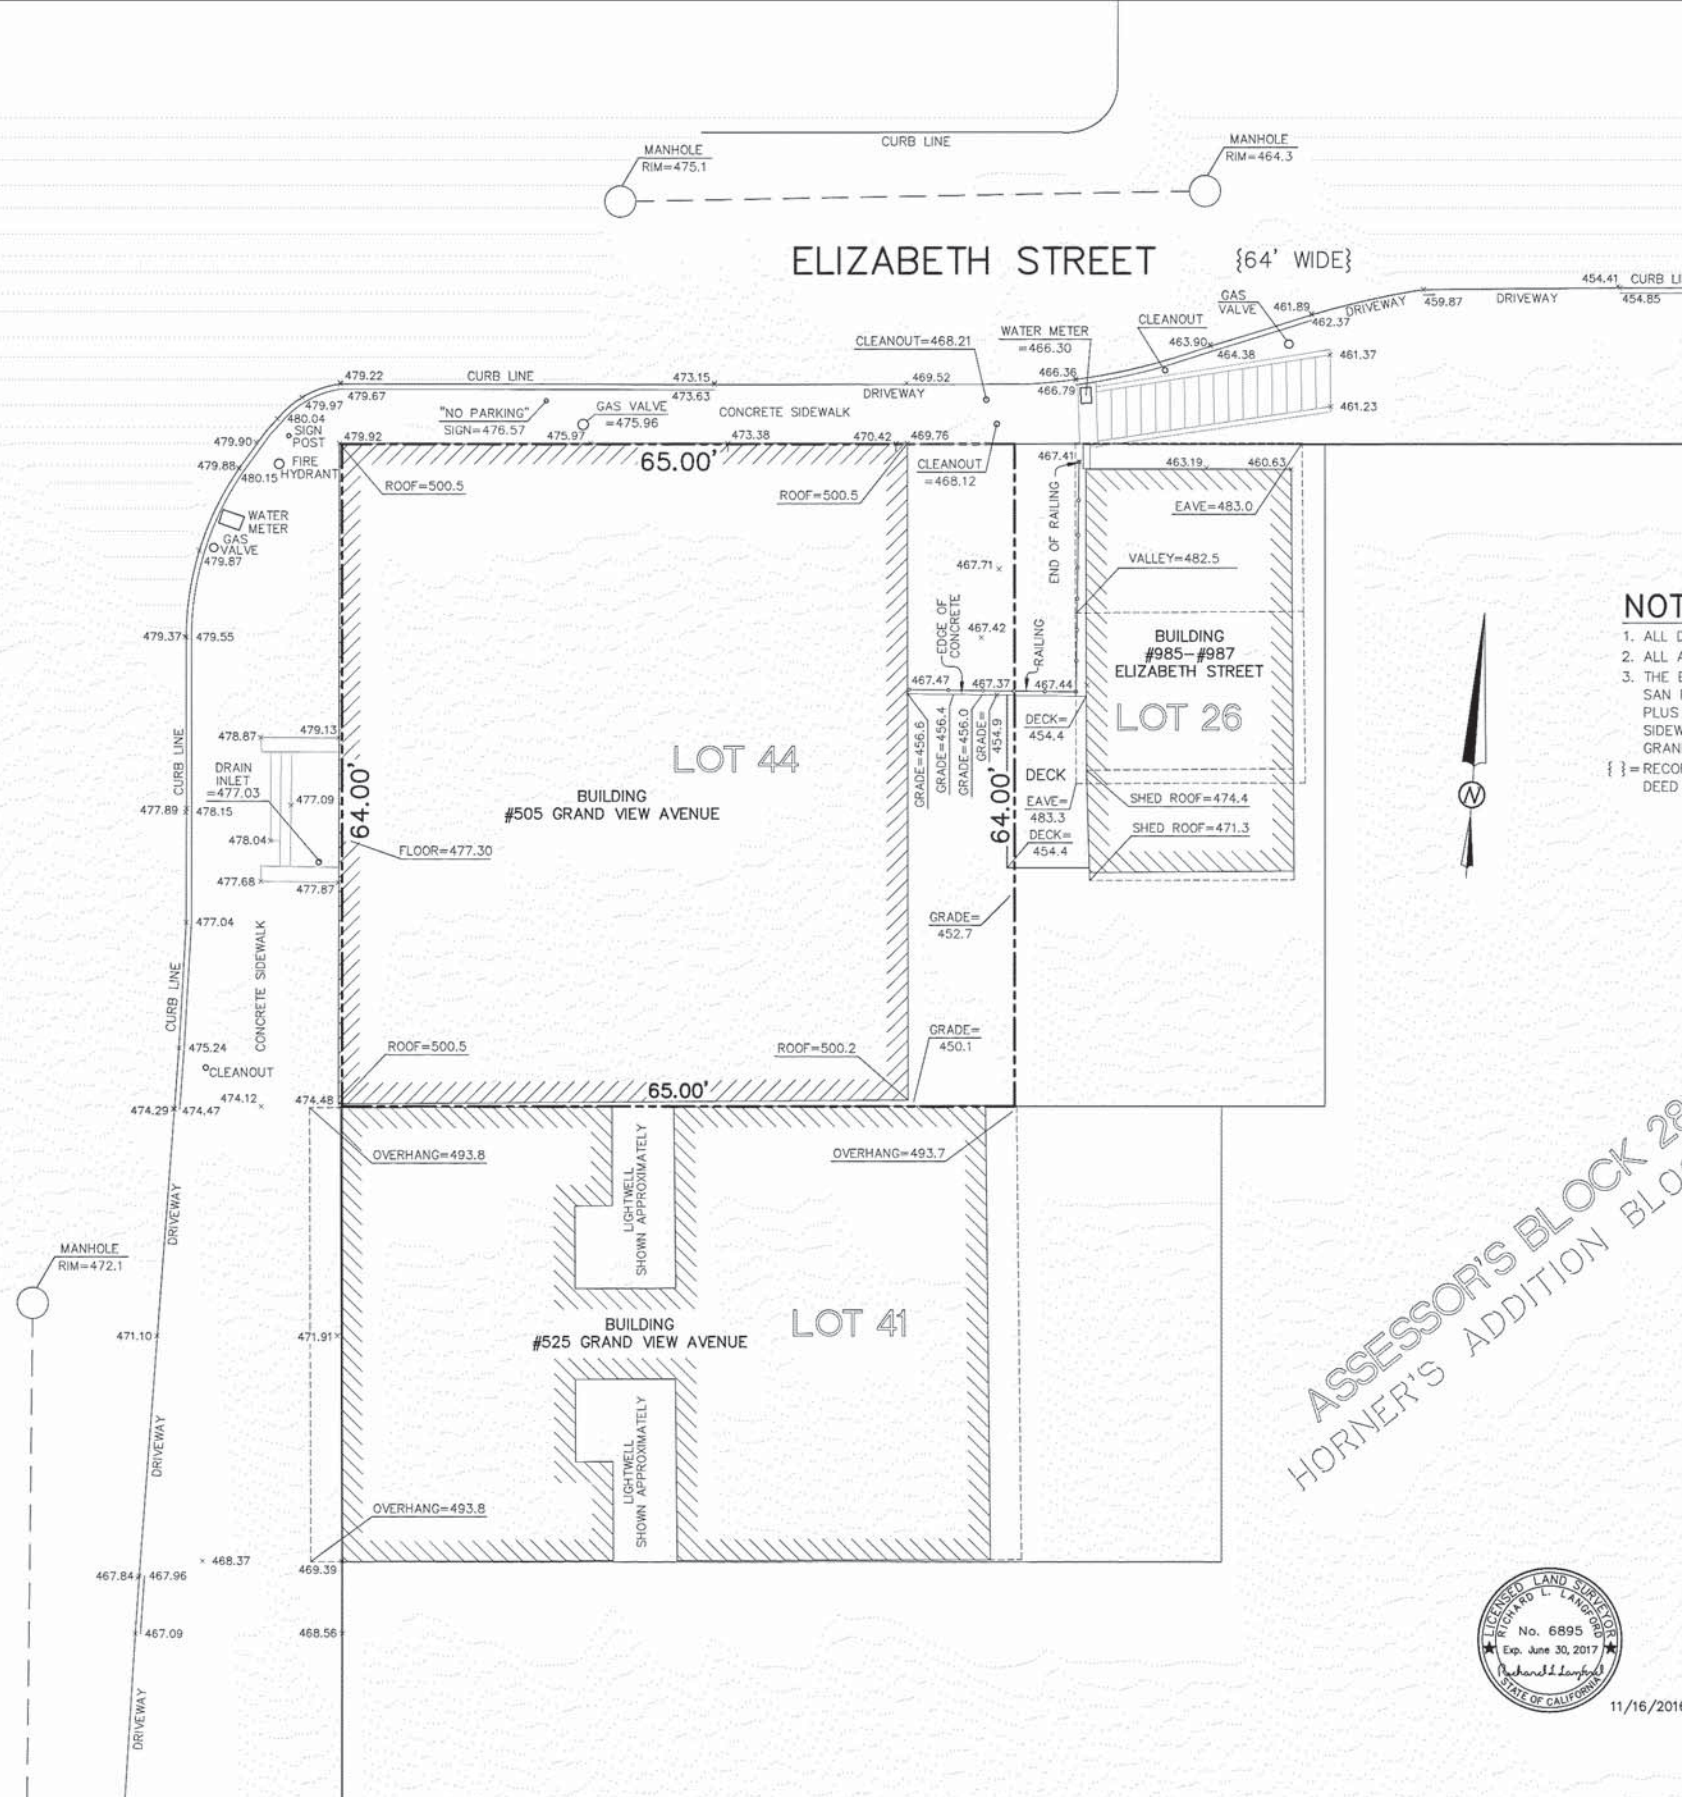 CURB LINE
MANHOLE
RIM=475.1
MANHOLE
RIM=464.3
ELIZABETH STREET {64' WIDE}
454.41 CURB LI
GAS
VALVE
461.89
DRIVEWAY
459.87
DRIVEWAY
454.85
462.37
CLEANOUT
CLEANOUT=468.21
WATER METER
=466.30
463.90
464.38
461.37
479.22
CURB LINE
473.15
469.52
466.36
479.67
473.63
DRIVEWAY
466.79
479.97
"NO PARKING"
SIGN=476.57
GAS VALVE
=475.96
CONCRETE SIDEWALK
461.23
480.04
SIGN
POST
479.90
479.92
475.97
473.38
470.42
469.76
65.00'
467.41
463.19
460.63
479.88
480.15
FIRE
HYDRANT
CLEANOUT
=468.12
ROOF=500.5
ROOF=500.5
EAVE=483.0
END OF RAILING
WATER
METER
GAS
VALVE
479.87
467.71
VALLEY=482.5
EDGE OF
CONCRETE
467.42
RAILING
NOT
1. ALL D
2. ALL A
3. THE E
SAN
PLUS
SIDEW
GRAN
{ }=RECO
DEED
479.37
479.55
BUILDING
#985-#987
ELIZABETH STREET
LOT 26
467.47
467.37
467.44
GRADE=456.6
GRADE=456.4
GRADE=456.0
GRADE=
454.9
DECK=
454.4
478.87
479.13
CURB LINE
LOT 44
DRAIN
INLET
=477.03
477.09
64.00'
BUILDING
#505 GRAND VIEW AVENUE
64.00'
DECK
EAVE=
483.3
DECK=
454.4
SHED ROOF=474.4
SHED ROOF=471.3
N
477.89
478.15
478.04
FLOOR=477.30
477.68
477.87
477.04
GRADE=
452.7
CURB LINE
CONCRETE SIDEWALK
475.24
ROOF=500.5
ROOF=500.2
GRADE=
450.1
CLEANOUT
65.00'
474.12
474.48
474.29
474.47
OVERHANG=493.8
OVERHANG=493.7
LIGHTWELL
SHOWN APPROXIMATELY
DRIVEWAY
MANHOLE
RIM=472.1
471.10
471.91
BUILDING
#525 GRAND VIEW AVENUE
LOT 41
ASSESSOR'S BLOCK 28
HORNER'S ADDITION BLO
DRIVEWAY
LIGHTWELL
SHOWN APPROXIMATELY
OVERHANG=493.8
468.37
467.84
467.96
469.39
467.09
468.56
DRIVEWAY
LICENSED LAND SURVEYOR
RICHARD L. LANGFORD
No. 6895
Exp. June 30, 2017
STATE OF CALIFORNIA
11/16/2016